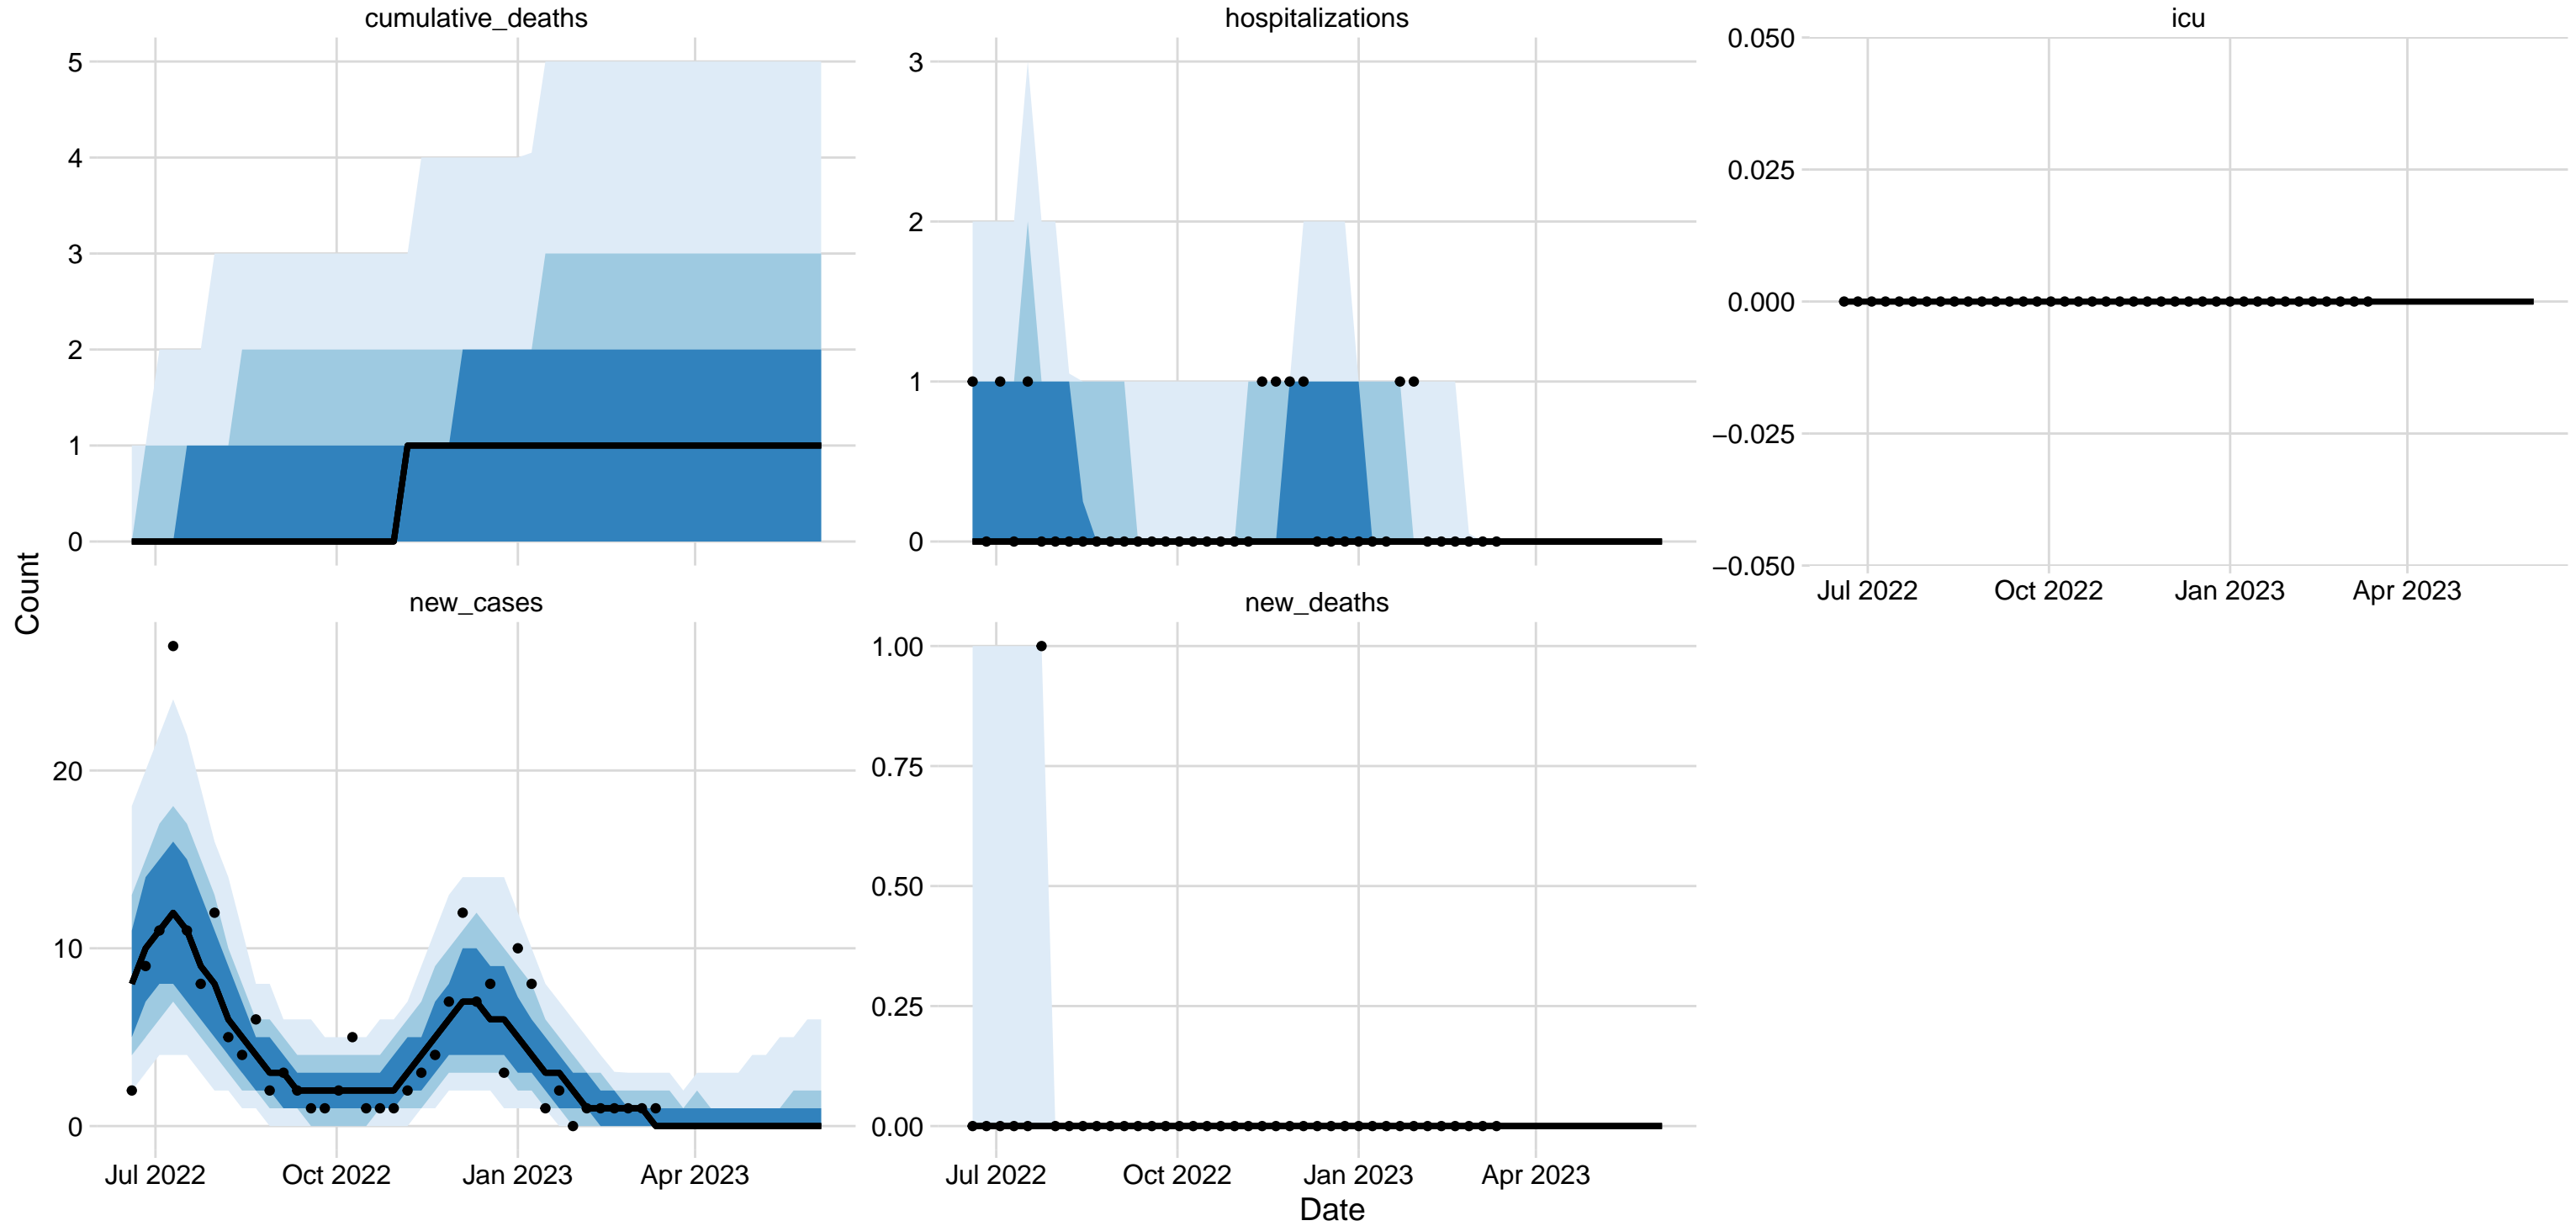 cumulative_deaths
hospitalizations
icu
5
4
3
2
1
0
3
2
1
0
0.050
0.025
0.000
−0.025
−0.050
Jul 2022 Oct 2022 Jan 2023 Apr 2023
Count
new_cases
new_deaths
20
10
0
1.00
0.75
0.50
0.25
0.00
Jul 2022 Oct 2022 Jan 2023 Apr 2023
Jul 2022 Oct 2022 Jan 2023 Apr 2023
Date